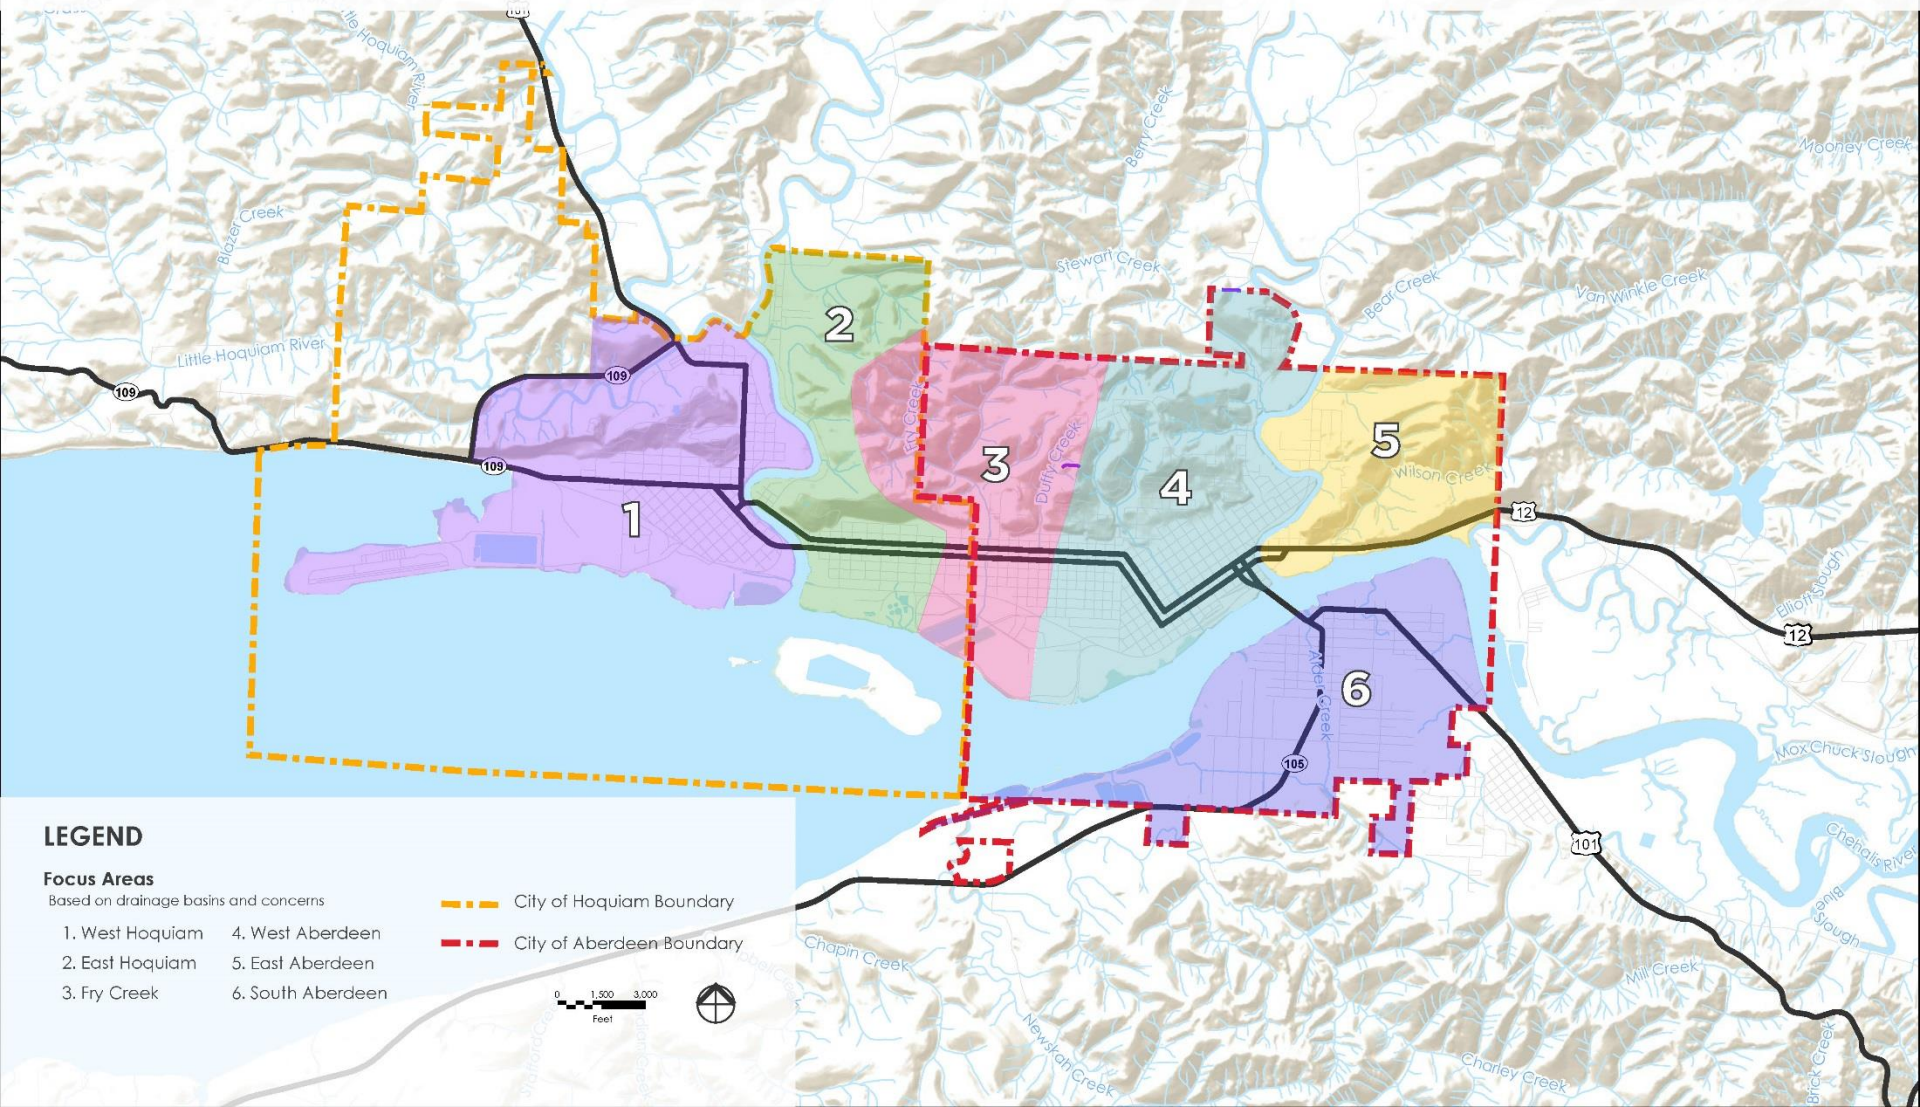 101
Little Hoquiam River
Berry Creek
Mooney Creek
Blazer Creek
Stewart Creek
Bear Creek
Van Winkle Creek
2
Little Hoquiam River
109
109
Fry Creek
3
Duffy Creek
4
5
Wilson Creek
109
1
12
Elliott Slough
12
6
Alder Creek
105
Mox Chuck Slough
101
Chehalis River
Blue Slough
LEGEND
Focus Areas
Based on drainage basins and concerns
1. West Hoquiam
2. East Hoquiam
3. Fry Creek
4. West Aberdeen
5. East Aberdeen
6. South Aberdeen
City of Hoquiam Boundary
City of Aberdeen Boundary
0 1,500 3,000
Feet
Chapin Creek
Newskah Creek
Mill Creek
Charley Creek
Brick Creek